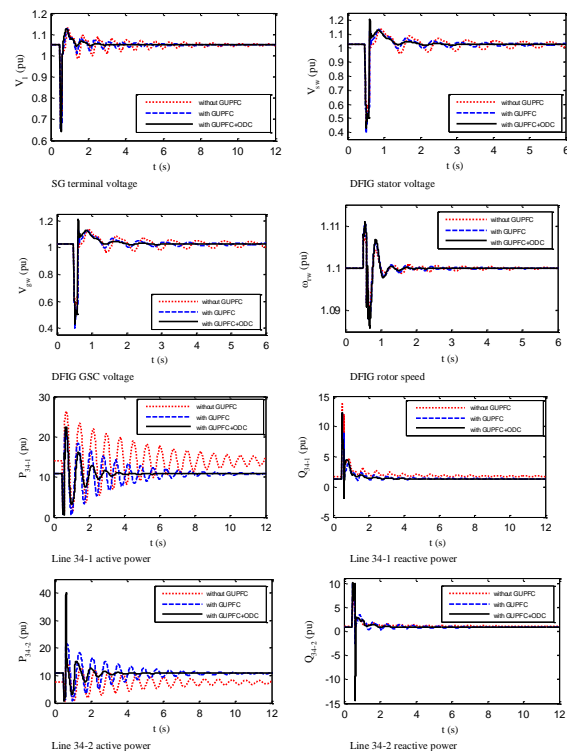 1.2
1.1
1
0.9
0.8
0.7
0.6
V1 (pu)
without GUPFC
with GUPFC
with GUPFC+ODC
0 2 4 6 8 10 12
t (s)
SG terminal voltage
1.2
1.1
1
0.9
0.8
0.7
0.6
0.5
0.4
Vsw (pu)
without GUPFC
with GUPFC
with GUPFC+ODC
0 1 2 3 4 5 6
t (s)
DFIG stator voltage
1.2
1
0.8
0.6
0.4
Vgw (pu)
without GUPFC
with GUPFC
with GUPFC+ODC
0 1 2 3 4 5 6
t (s)
DFIG GSC voltage
1.11
1.1
1.09
ωrw (pu)
without GUPFC
with GUPFC
with GUPFC+ODC
0 1 2 3 4 5 6
t (s)
DFIG rotor speed
30
20
10
0
P34-1 (pu)
without GUPFC
with GUPFC
with GUPFC+ODC
0 2 4 6 8 10 12
t (s)
Line 34-1 active power
15
10
5
0
-5
Q34-1 (pu)
without GUPFC
with GUPFC
with GUPFC+ODC
0 2 4 6 8 10 12
t (s)
Line 34-1 reactive power
40
30
20
10
0
P34-2 (pu)
without GUPFC
with GUPFC
with GUPFC+ODC
0 2 4 6 8 10 12
t (s)
Line 34-2 active power
10
5
0
-5
-10
-15
Q34-2 (pu)
without GUPFC
with GUPFC
with GUPFC+ODC
0 2 4 6 8 10 12
t (s)
Line 34-2 reactive power